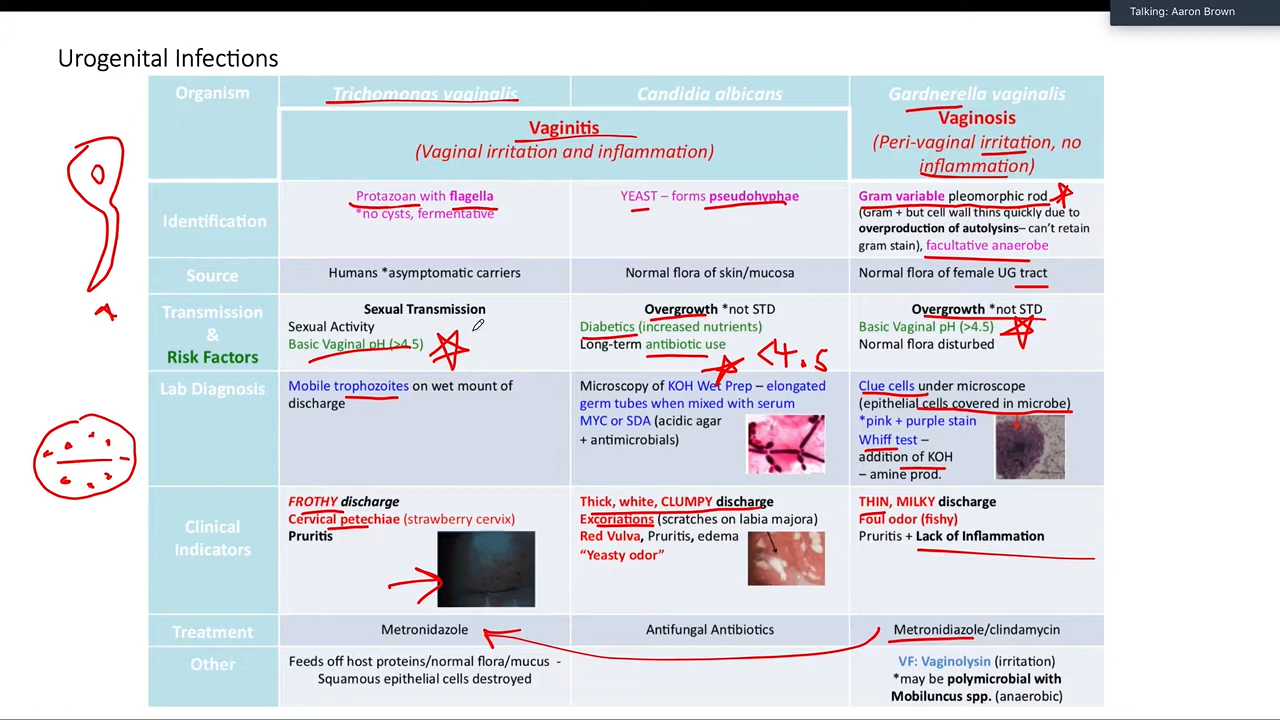 Talking: Aaron Brown
Urogenital Infections
Organism
Trichomonas vaginalis
Candidia albicans
Gardnerella vaginalis
Vaginitis
(Vaginal irritation and inflammation)
Vaginosis
(Peri-vaginal irritation, no
inflammation)
Identification
Protazoan with flagella
*no cysts, fermentative
YEAST – forms pseudohyphae
Gram variable pleomorphic rod
(Gram + but cell wall thins quickly due to
overproduction of autolysins– can't retain
gram stain), facultative anaerobe
Source
Humans *asymptomatic carriers
Normal flora of skin/mucosa
Normal flora of female UG tract
Transmission
&
Risk Factors
Sexual Transmission
Sexual Activity
Basic Vaginal pH (>4.5)
Overgrowth *not STD
Diabetics (increased nutrients)
Long-term antibiotic use
<4.5
Overgrowth *not STD
Basic Vaginal pH (>4.5)
Normal flora disturbed
Lab Diagnosis
Mobile trophozoites on wet mount of
discharge
Microscopy of KOH Wet Prep – elongated
germ tubes when mixed with serum
MYC or SDA (acidic agar
+ antimicrobials)
Clue cells under microscope
(epithelial cells covered in microbe)
*pink + purple stain
Whiff test –
addition of KOH
– amine prod.
Clinical
Indicators
FROTHY discharge
Cervical petechiae (strawberry cervix)
Pruritis
Thick, white, CLUMPY discharge
Excoriations (scratches on labia majora)
Red Vulva, Pruritis, edema
“Yeasty odor”
THIN, MILKY discharge
Foul odor (fishy)
Pruritis + Lack of Inflammation
Treatment
Metronidazole
Antifungal Antibiotics
Metronidiazole/clindamycin
Other
Feeds off host proteins/normal flora/mucus -
Squamous epithelial cells destroyed
VF: Vaginolysin (irritation)
*may be polymicrobial with
Mobiluncus spp. (anaerobic)